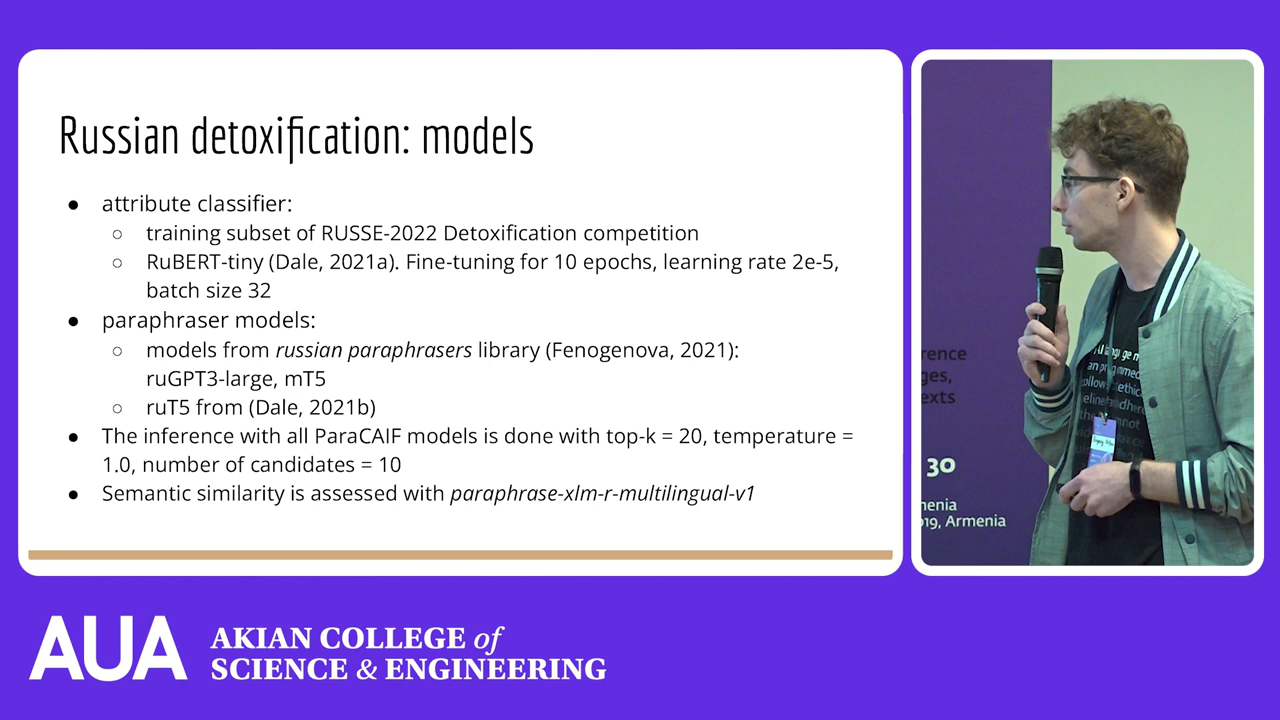 Russian detoxification: models
● attribute classifier:
○ training subset of RUSSE-2022 Detoxification competition
○ RuBERT-tiny (Dale, 2021a). Fine-tuning for 10 epochs, learning rate 2e-5,
batch size 32
● paraphraser models:
○ models from russian paraphrasers library (Fenogenova, 2021):
ruGPT3-large, mT5
○ ruT5 from (Dale, 2021b)
● The inference with all ParaCAIF models is done with top-k = 20, temperature =
1.0, number of candidates = 10
● Semantic similarity is assessed with paraphrase-xlm-r-multilingual-v1
30
Armenia
AUA
AKIAN COLLEGE of
SCIENCE & ENGINEERING